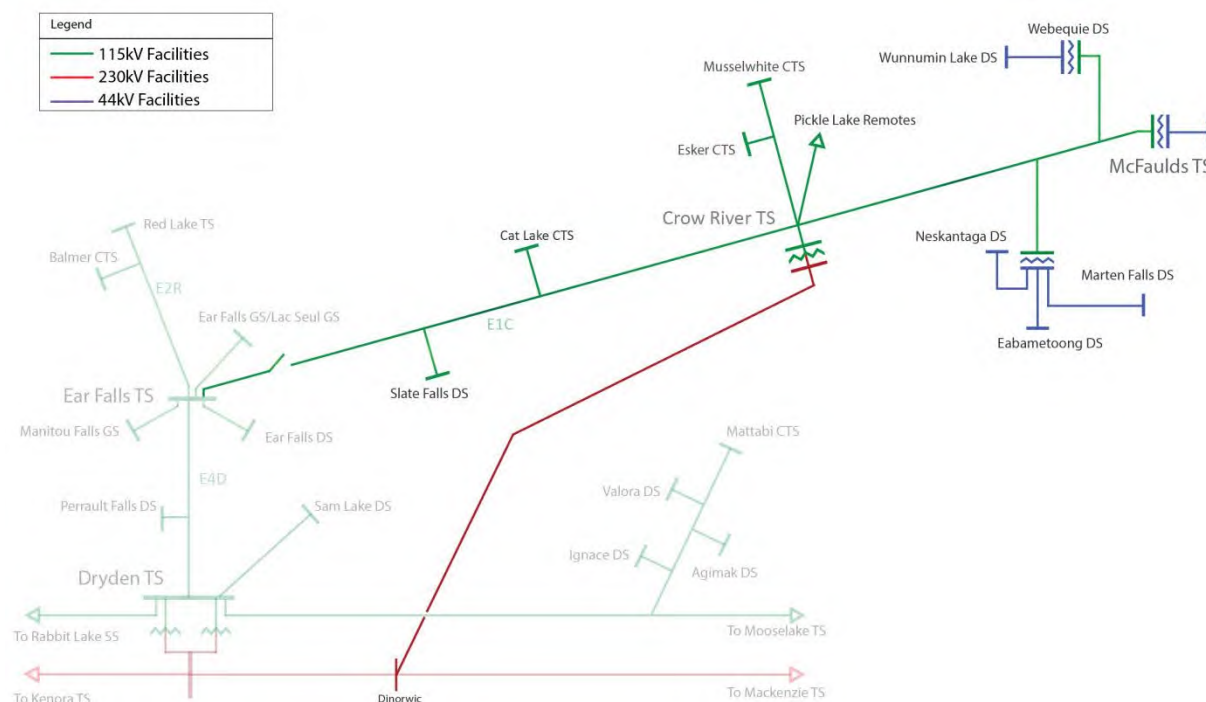 Legend
115kV Facilities
230kV Facilities
44kV Facilities
Webequie DS
Wunnumin Lake DS
Musselwhite CTS
Pickle Lake Remotes
Esker CTS
McFaulds TS
Crow River TS
Red Lake TS
Cat Lake CTS
Neskantaga DS
Balmer CTS
Marten Falls DS
E2R
Ear Falls GS/Lac Seul GS
E1C
Eabametoong DS
Slate Falls DS
Ear Falls TS
Manitou Falls GS
Ear Falls DS
Mattabi CTS
E4D
Valora DS
Perrault Falls DS
Sam Lake DS
Ignace DS
Agimak DS
Dryden TS
To Rabbit Lake SS
To Mooselake TS
To Kenora TS
Dinorwic
To Mackenzie TS